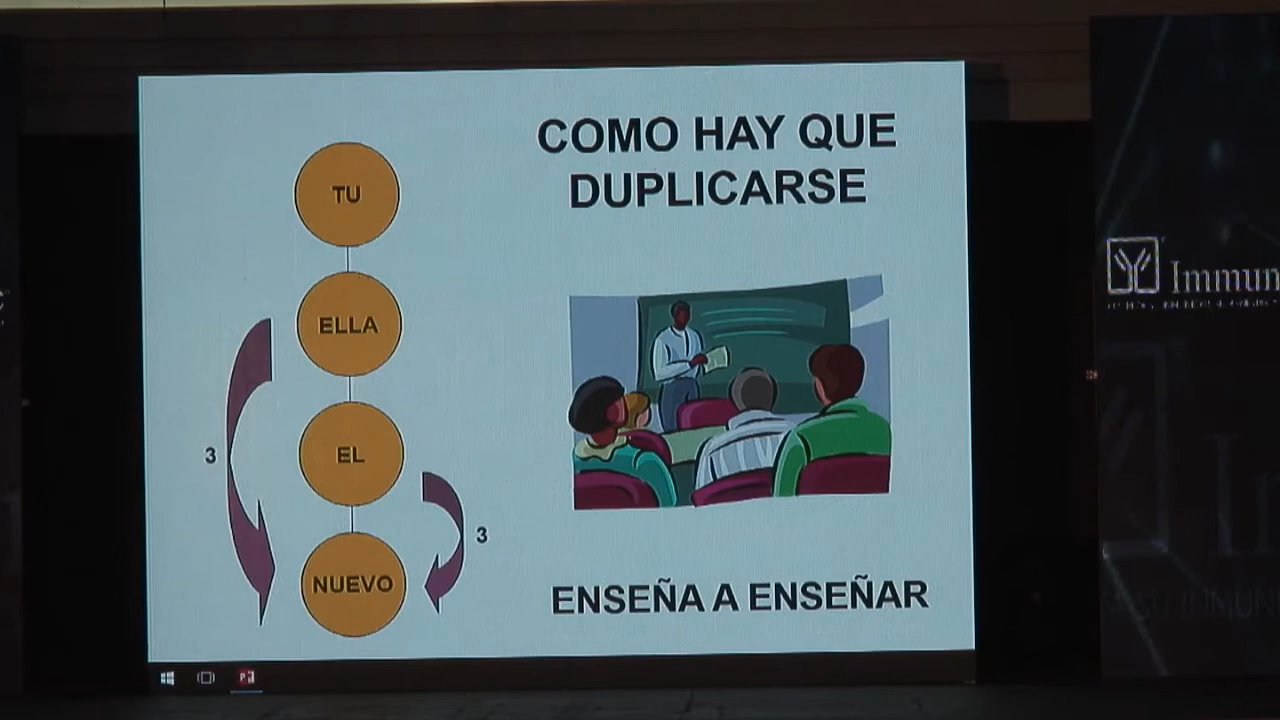 COMO HAY QUE
DUPLICARSE
TU
ELLA
EL
NUEVO
3
3
ENSEÑA A ENSEÑAR
Immun